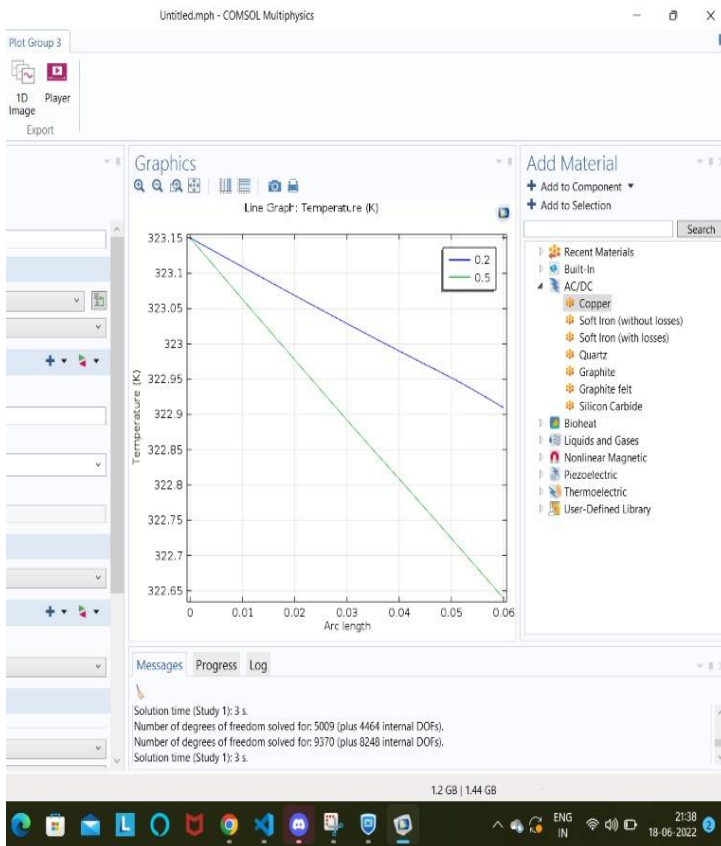 Untitled.mph - COMSOL Multiphysics
Plot Group 3
1D
Image
Player
Export
Graphics
Line Graph: Temperature (K)
323.15
323.1
323.05
323
322.95
322.9
322.85
322.8
322.75
322.7
322.65
Temperature (K)
0.2
0.5
0
0.01
0.02
0.03
0.04
0.05
0.06
Arc length
Add Material
Add to Component
Add to Selection
Search
Recent Materials
Built-In
AC/DC
Copper
Soft Iron (without losses)
Soft Iron (with losses)
Quartz
Graphite
Graphite felt
Silicon Carbide
Bioheat
Liquids and Gases
Nonlinear Magnetic
Piezoelectric
Thermoelectric
User-Defined Library
Messages Progress Log
Solution time (Study 1): 3 s.
Number of degrees of freedom solved for: 5009 (plus 4464 internal DOFs).
Number of degrees of freedom solved for: 9370 (plus 8248 internal DOFs).
Solution time (Study 1): 3 s.
1.2 GB | 1.44 GB
L
ENG
IN
21:38
18-06-2022
2